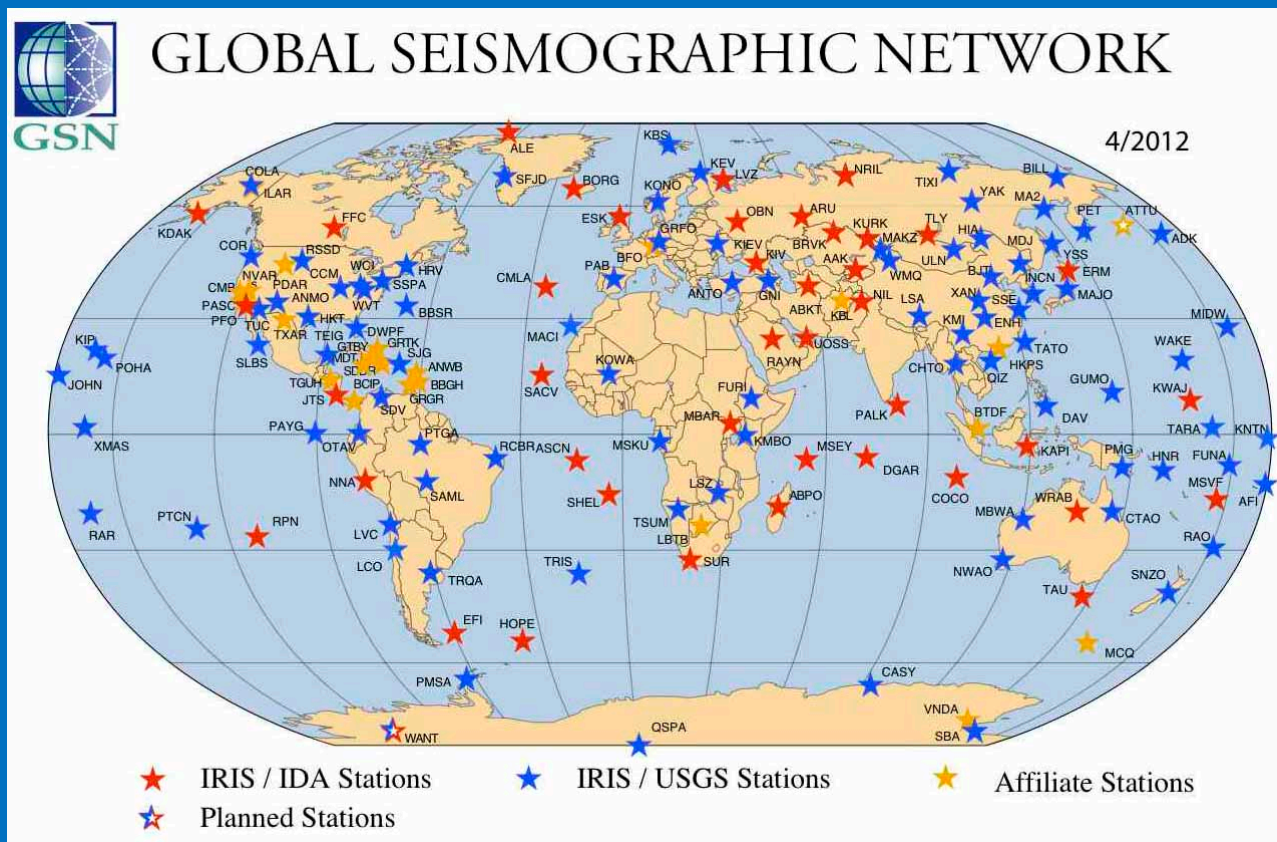 GLOBAL SEISMOGRAPHIC NETWORK
GSN
4/2012
ALE
KBS
COLA
ILAR
SFJD
BORG
KEV
LVZ
KONO
NRIL
TIXI
BILL
YAK
MA2
PET
ATTU
ADK
KDAK
FFC
ESK
GRFO
OBN
ARU
KURK
TLY
HIA
MDJ
YSS
COR
RSSD
WCI
HRV
BFO
KIEV
KIV
BRVK
MAKZ
ULN
BJT
INCN
ERM
NVAR
CCM
SSPA
CMLA
PAB
ANTO
GNI
AAK
WMQ
XAN
SSE
MAJO
PDAR
PASC
ANMO
WVT
BBSR
ABKT
KBL
NIL
LSA
KMI
ENH
MIDW
PFO
TUC
HKT
TXAR
TEIG
DWPF
MACI
RAYN
UOSS
TATO
KIP
POHA
SLBS
GTBY
GRTK
MDT
SJG
KOWA
CHTO
QIZ
HKPS
WAKE
JOHN
TGUH
BCIP
ANWB
BBGH
SACV
FURI
GUMO
KWAJ
JTS
SDV
GRGR
MBAR
PALK
BTDF
DAV
XMAS
PAYG
OTAV
PTGA
RCBR
ASCN
MSKU
KMBO
MSEY
DGAR
KAPI
PMG
HNR
TARA
KNTN
FUNA
NNA
SAML
SHEL
LSZ
ABPO
COCO
WRAB
MSVF
AFI
RAR
PTCN
RPN
LVC
TSUM
LBTB
MBWA
CTAO
LCO
TRQA
TRIS
SUR
NWAO
RAO
TAU
SNZO
EFI
HOPE
MCQ
PMSA
CASY
WANT
QSPA
VNDA
SBA
IRIS / IDA Stations
IRIS / USGS Stations
Affiliate Stations
Planned Stations